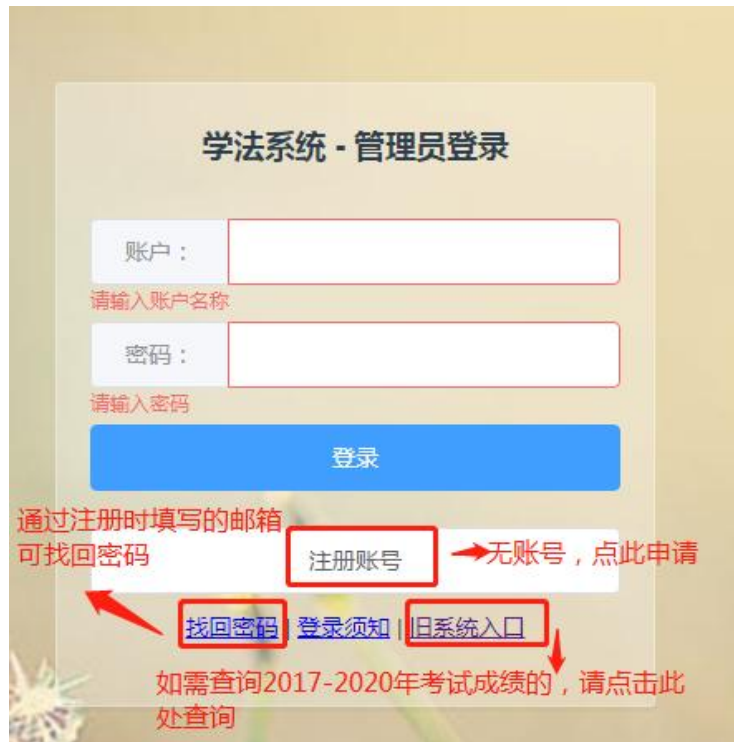 学法系统 - 管理员登录
账户：
请输入账户名称
密码：
请输入密码
登录
通过注册时填写的邮箱
可找回密码
注册账号
无账号，点此申请
找回密码 | 登录须知 | 旧系统入口
如需查询2017-2020年考试成绩的，请点击此
处查询